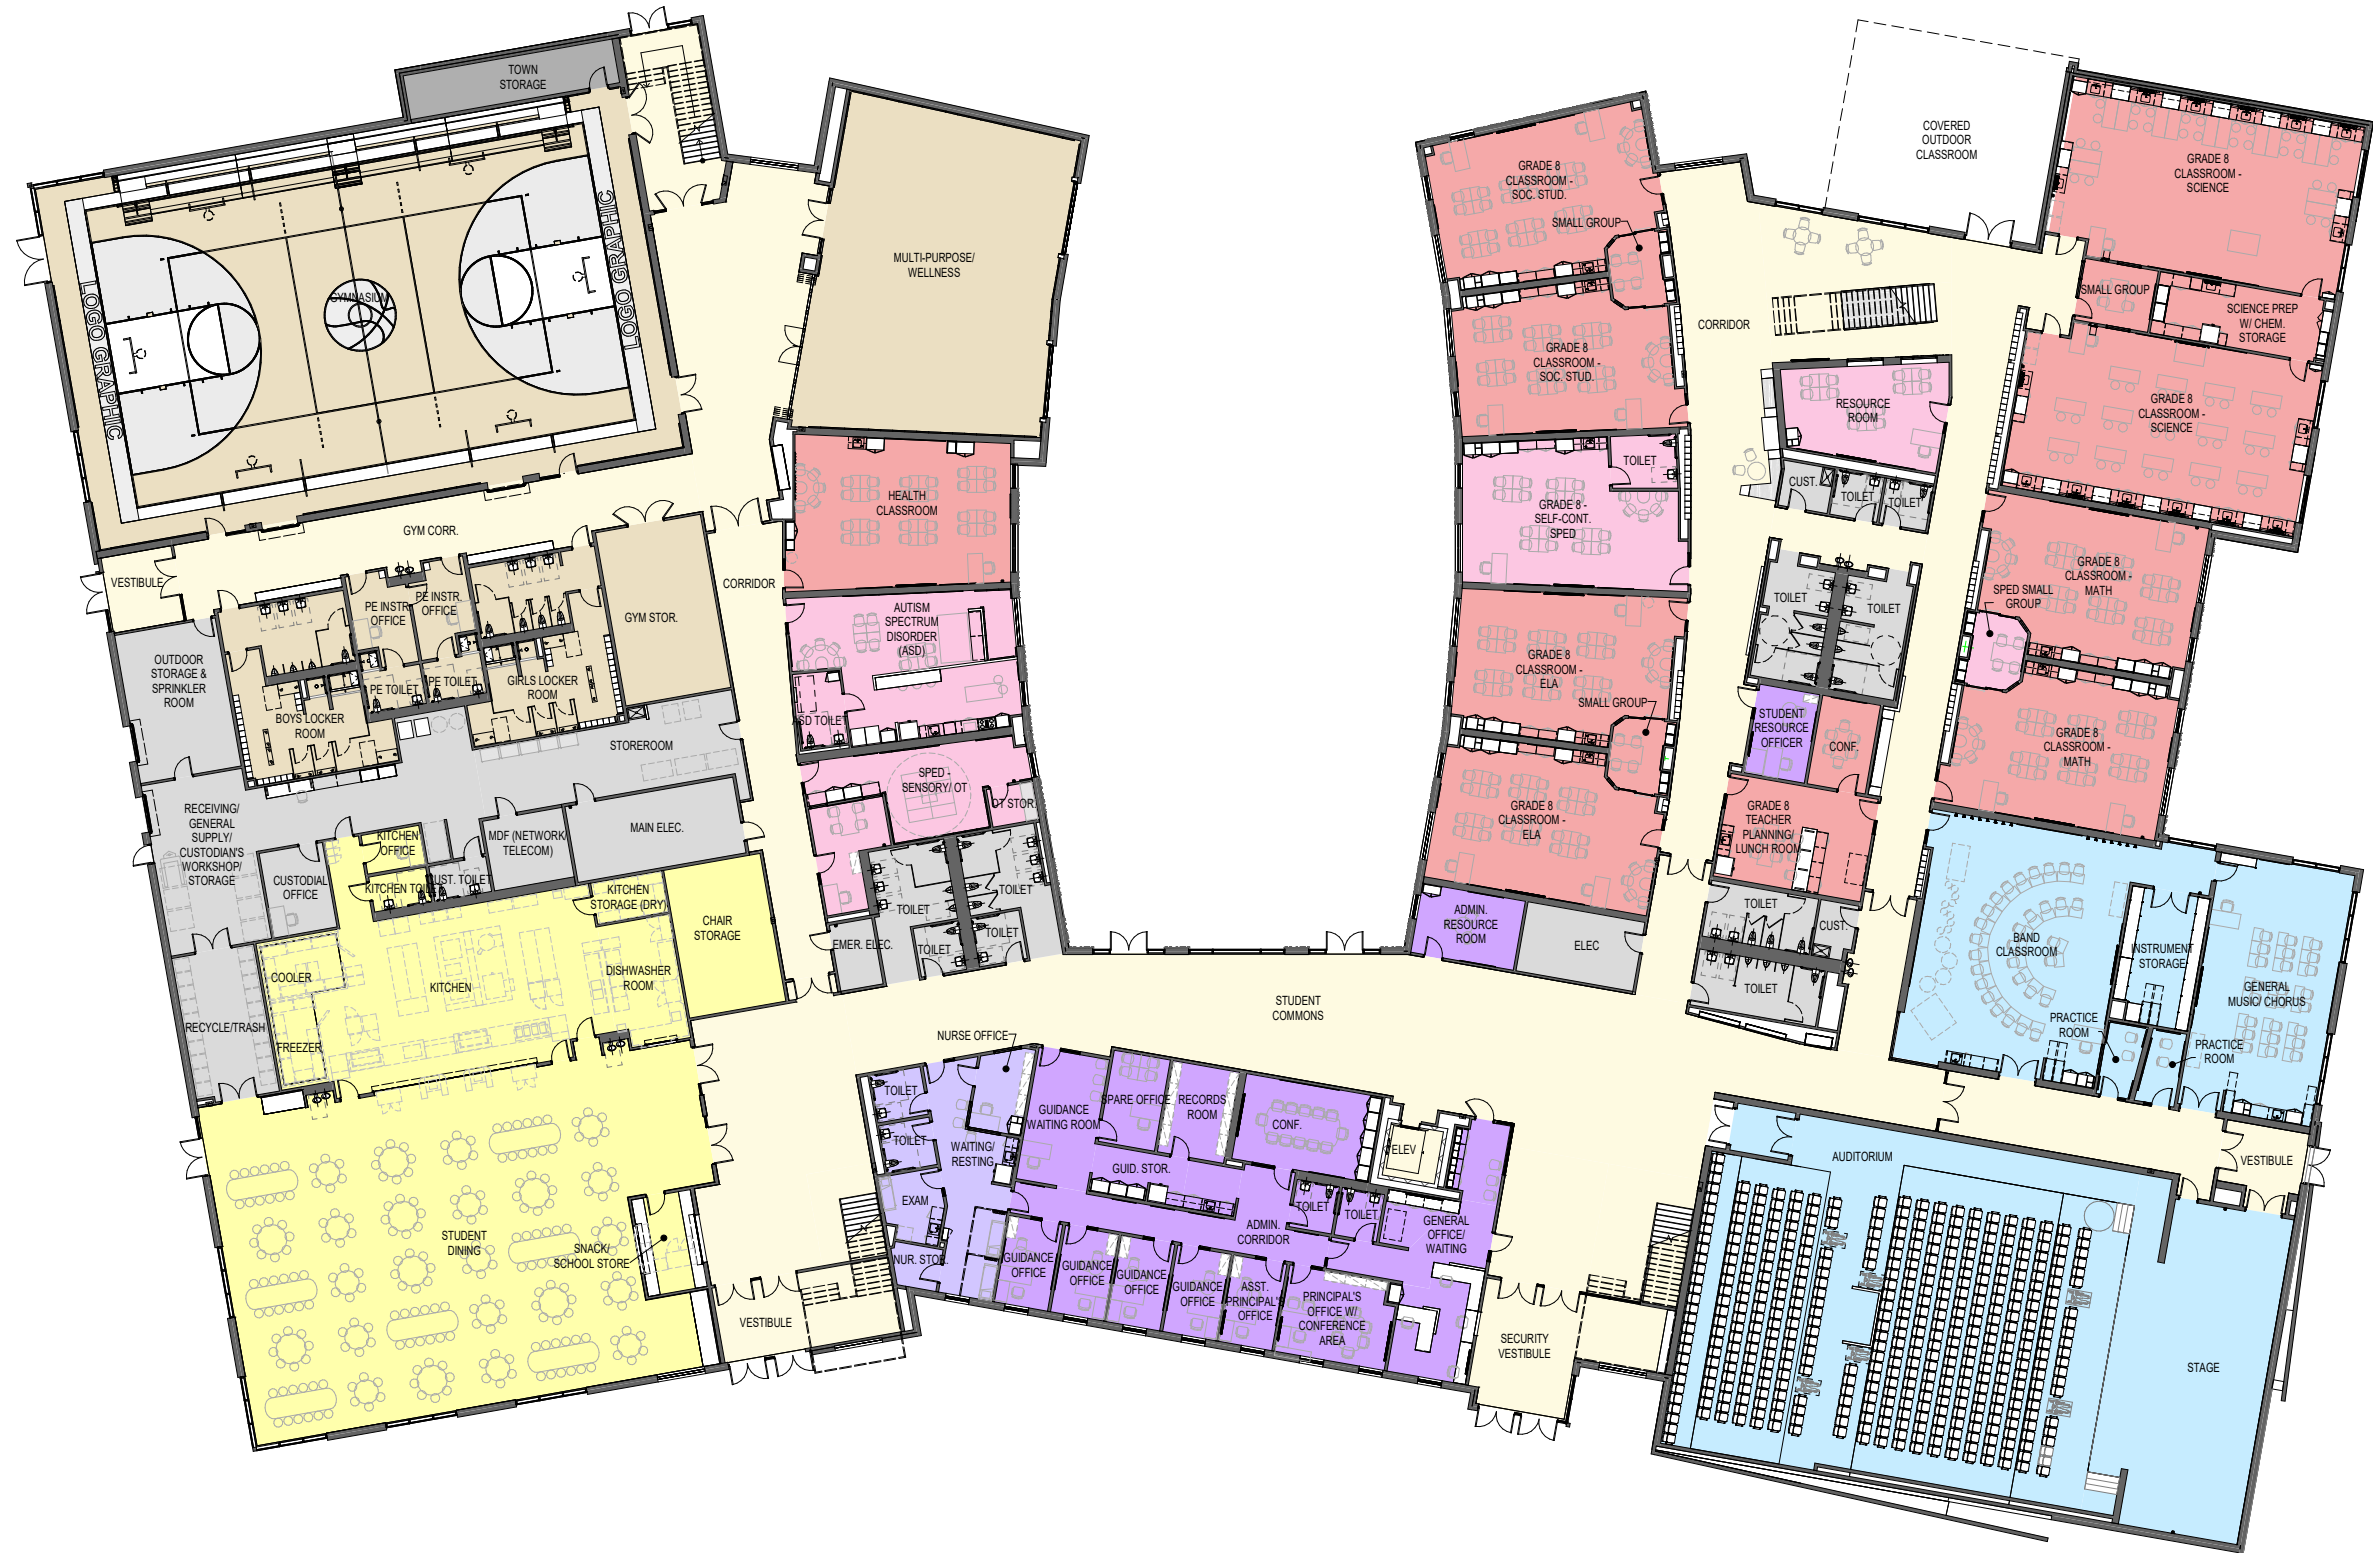 TOWN
STORAGE
LOGO GRAPHIC
GYMNASIUM
LOGO GRAPHIC
MULTI-PURPOSE/
WELLNESS
GYM CORR.
VESTIBULE
PE INSTR.
OFFICE
PE INSTR.
OFFICE
GYM STOR.
CORRIDOR
HEALTH
CLASSROOM
AUTISM
SPECTRUM
DISORDER
(ASD)
ASD TOILET
OUTDOOR
STORAGE &
SPRINKLER
ROOM
BOYS LOCKER
ROOM
PE TOILET
PE TOILET
GIRLS LOCKER
ROOM
STOREROOM
SPED -
SENSORY/ OT
OT STOR.
RECEIVING/
GENERAL
SUPPLY/
CUSTODIAN'S
WORKSHOP/
STORAGE
CUSTODIAL
OFFICE
KITCHEN
OFFICE
KITCHEN TOILET
CUST. TOILET
MDF (NETWORK/
TELECOM)
MAIN ELEC.
KITCHEN
STORAGE (DRY)
CHAIR
STORAGE
EMER. ELEC.
TOILET
TOILET
TOILET
TOILET
COOLER
KITCHEN
DISHWASHER
ROOM
FREEZER
RECYCLE/TRASH
STUDENT
DINING
SNACK/
SCHOOL STORE
VESTIBULE
STUDENT
COMMONS
NURSE OFFICE
TOILET
TOILET
WAITING/
RESTING
EXAM
NUR. STOR.
GUIDANCE
WAITING ROOM
SPARE OFFICE
RECORDS
ROOM
CONF.
ELEV
GUID. STOR.
ADMIN.
CORRIDOR
TOILET
TOILET
GENERAL
OFFICE/
WAITING
GUIDANCE
OFFICE
GUIDANCE
OFFICE
GUIDANCE
OFFICE
GUIDANCE
OFFICE
ASST.
PRINCIPAL'S
OFFICE
PRINCIPAL'S
OFFICE W/
CONFERENCE
AREA
SECURITY
VESTIBULE
GRADE 8
CLASSROOM -
SOC. STUD.
SMALL GROUP
GRADE 8
CLASSROOM -
SOC. STUD.
TOILET
GRADE 8 -
SELF-CONT.
SPED
GRADE 8
CLASSROOM -
ELA
SMALL GROUP
GRADE 8
CLASSROOM -
ELA
ADMIN.
RESOURCE
ROOM
ELEC
COVERED
OUTDOOR
CLASSROOM
CORRIDOR
RESOURCE
ROOM
CUST.
TOILET
TOILET
TOILET
TOILET
STUDENT
RESOURCE
OFFICER
CONF.
GRADE 8
TEACHER
PLANNING/
LUNCH ROOM
TOILET
CUST.
TOILET
GRADE 8
CLASSROOM -
SCIENCE
SMALL GROUP
SCIENCE PREP
W/ CHEM.
STORAGE
GRADE 8
CLASSROOM -
SCIENCE
GRADE 8
CLASSROOM -
MATH
SPED SMALL
GROUP
GRADE 8
CLASSROOM -
MATH
BAND
CLASSROOM
INSTRUMENT
STORAGE
GENERAL
MUSIC/ CHORUS
PRACTICE
ROOM
PRACTICE
ROOM
AUDITORIUM
VESTIBULE
STAGE